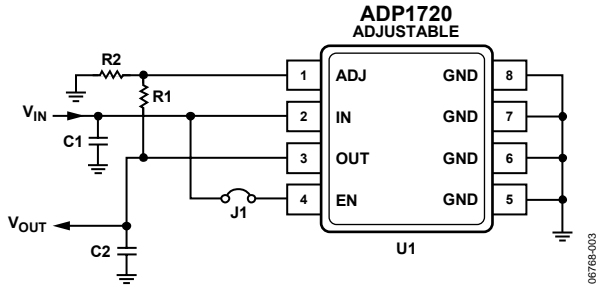 ADP1720
ADJUSTABLE
R2
1 ADJ GND 8
R1
VIN
2 IN GND 7
C1
3 OUT GND 6
4 EN GND 5
J1
VOUT
C2
U1
06768-003